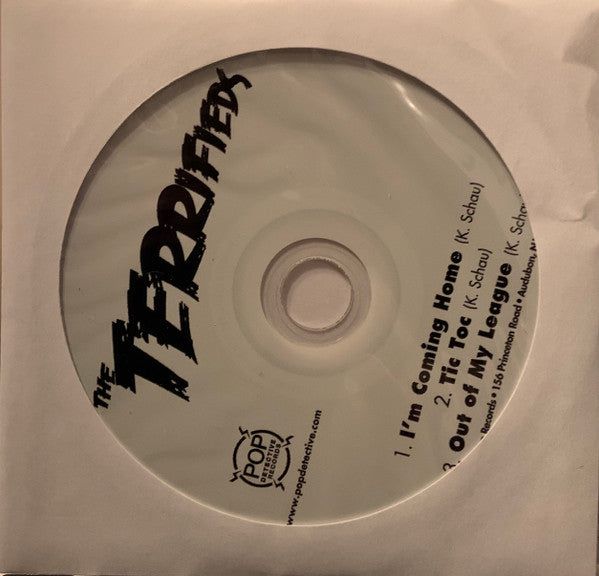 THE
TERRIFIEDS
1. I'm Coming Home (K. Schau)
2. Tic Toc (K. Schau)
3. Out of My League (K. Scha
Records • 156 Princeton Road • Audubon,
POP
DETECTIVE
RECORDS
www.popdetective.com